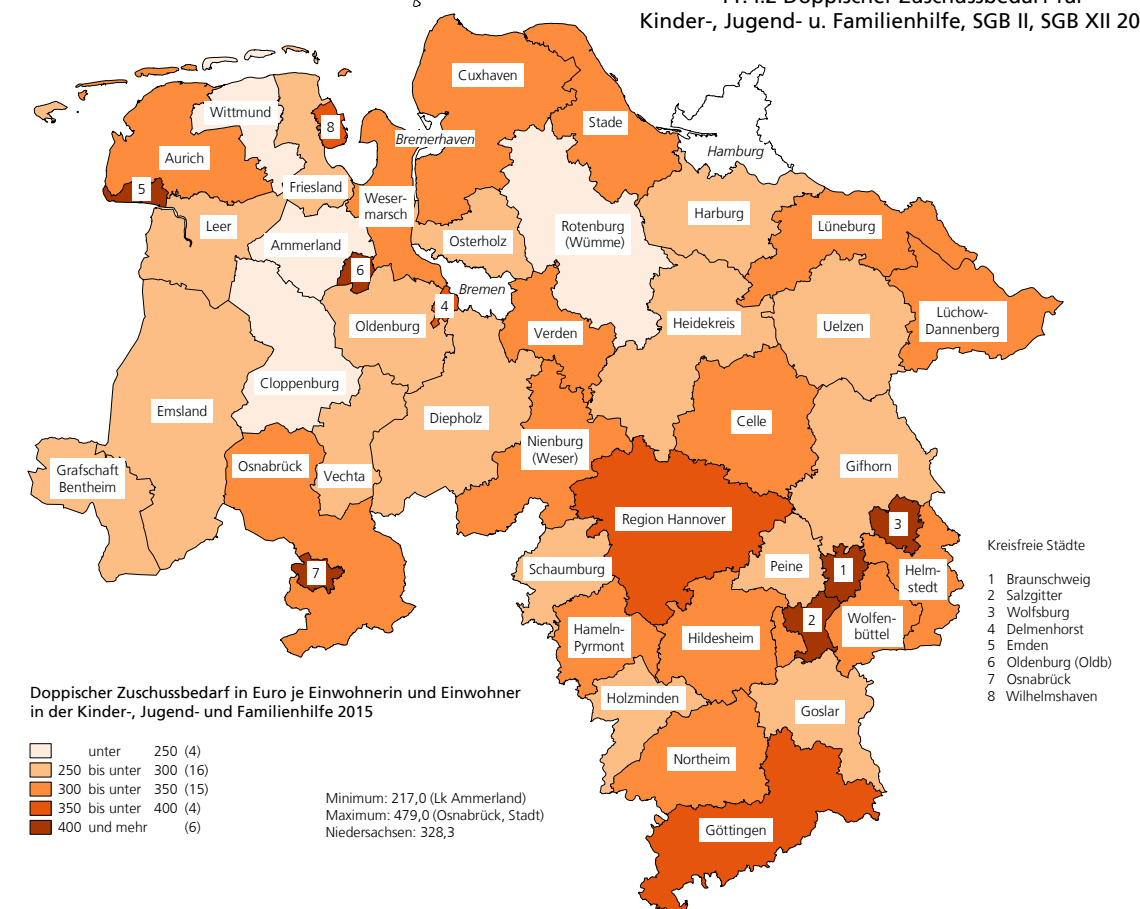 Kinder-, Jugend- u. Familienhilfe, SGB II, SGB XII 20
Cuxhaven
Wittmund
8
Stade
Bremerhaven
Hamburg
Aurich
5
Friesland
Weser-
marsch
Harburg
Leer
Rotenburg
(Wümme)
Lüneburg
Ammerland
Osterholz
6
Bremen
4
Oldenburg
Verden
Heidekreis
Uelzen
Lüchow-
Dannenberg
Cloppenburg
Emsland
Diepholz
Celle
Nienburg
(Weser)
Grafschaft
Bentheim
Osnabrück
Vechta
Gifhorn
Region Hannover
3
7
Schaumburg
Peine
1
Helm-
stedt
2
Hameln-
Pyrmont
Hildesheim
Wolfen-
büttel
Holzminden
Goslar
Northeim
Göttingen
Kreisfreie Städte
1 Braunschweig
2 Salzgitter
3 Wolfsburg
4 Delmenhorst
5 Emden
6 Oldenburg (Oldb)
7 Osnabrück
8 Wilhelmshaven
Doppischer Zuschussbedarf in Euro je Einwohnerin und Einwohner
in der Kinder-, Jugend- und Familienhilfe 2015
unter 250 (4)
250 bis unter 300 (16)
300 bis unter 350 (15)
350 bis unter 400 (4)
400 und mehr (6)
Minimum: 217,0 (Lk Ammerland)
Maximum: 479,0 (Osnabrück, Stadt)
Niedersachsen: 328,3